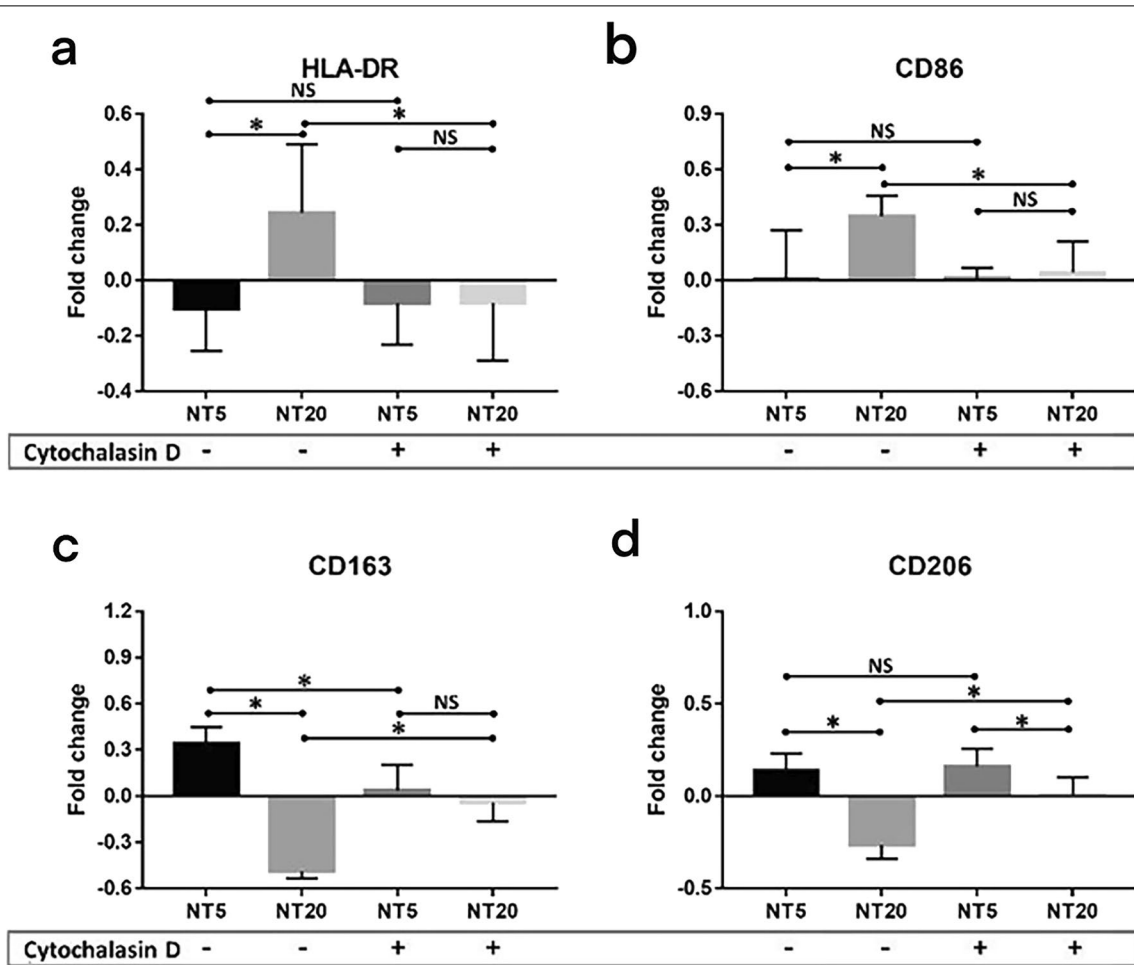 a
HLA-DR
NS
*
*
NS
0.6
0.4
0.2
0.0
-0.2
-0.4
Fold change
NT5 NT20 NT5 NT20
b
CD86
NS
*
*
NS
0.9
0.6
0.3
0.0
-0.3
-0.6
Fold change
NT5 NT20 NT5 NT20
Cytochalasin D - - + + - - + +
c
CD163
*
*
NS
*
1.2
0.9
0.6
0.3
0.0
-0.3
-0.6
Fold change
NT5 NT20 NT5 NT20
d
CD206
NS
*
*
*
1.0
0.5
0.0
-0.5
Fold change
NT5 NT20 NT5 NT20
Cytochalasin D - - + + - - + +